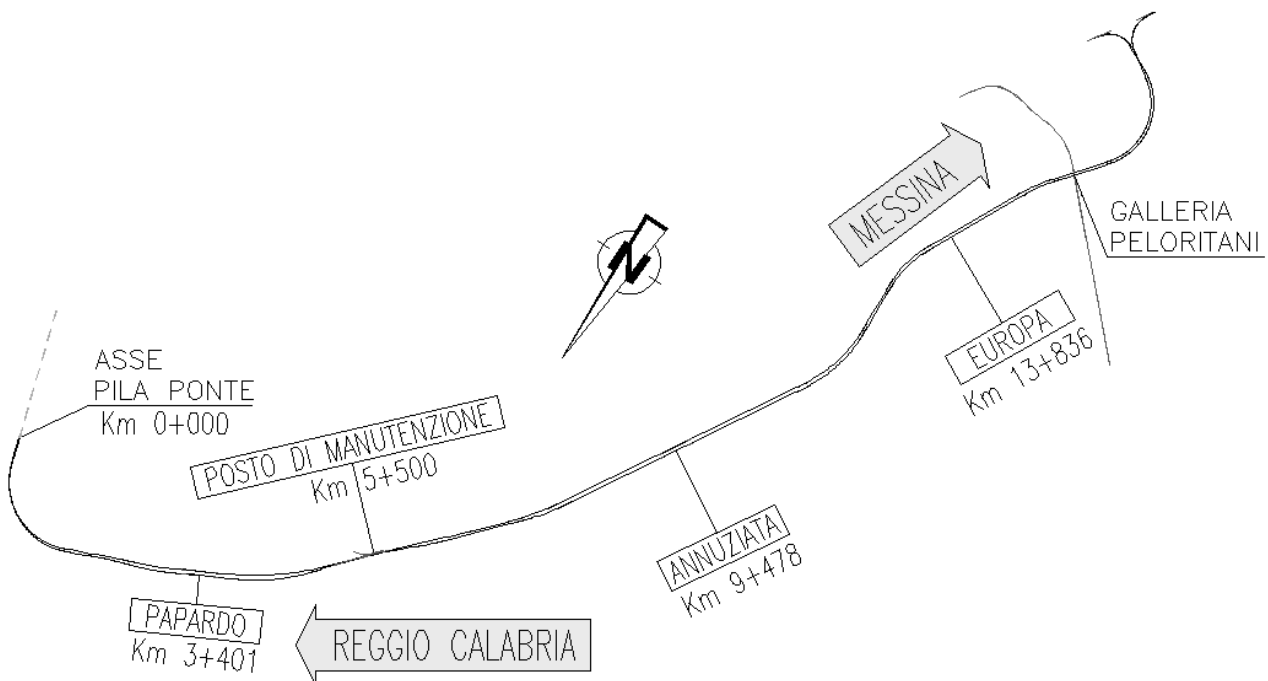 MESSINA
GALLERIA
PELORITANI
N
EUROPA
Km 13+836
ASSE
PILA PONTE
Km 0+000
POSTO DI MANUTENZIONE
Km 5+500
ANNUZIATA
Km 9+478
PAPARDO
Km 3+401
REGGIO CALABRIA